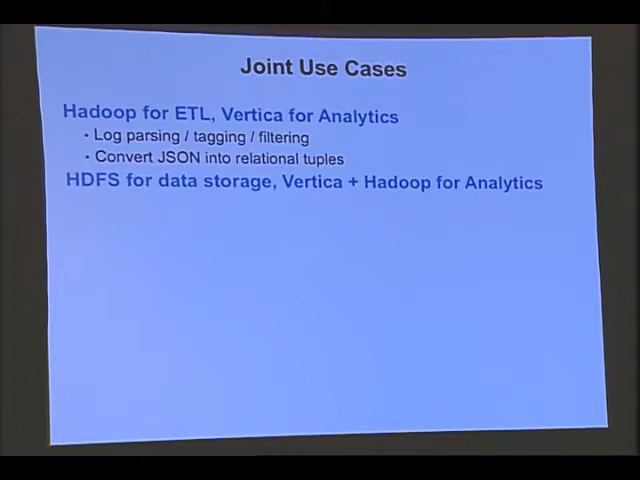 Joint Use Cases
Hadoop for ETL, Vertica for Analytics
· Log parsing / tagging / filtering
· Convert JSON into relational tuples
HDFS for data storage, Vertica + Hadoop for Analytics